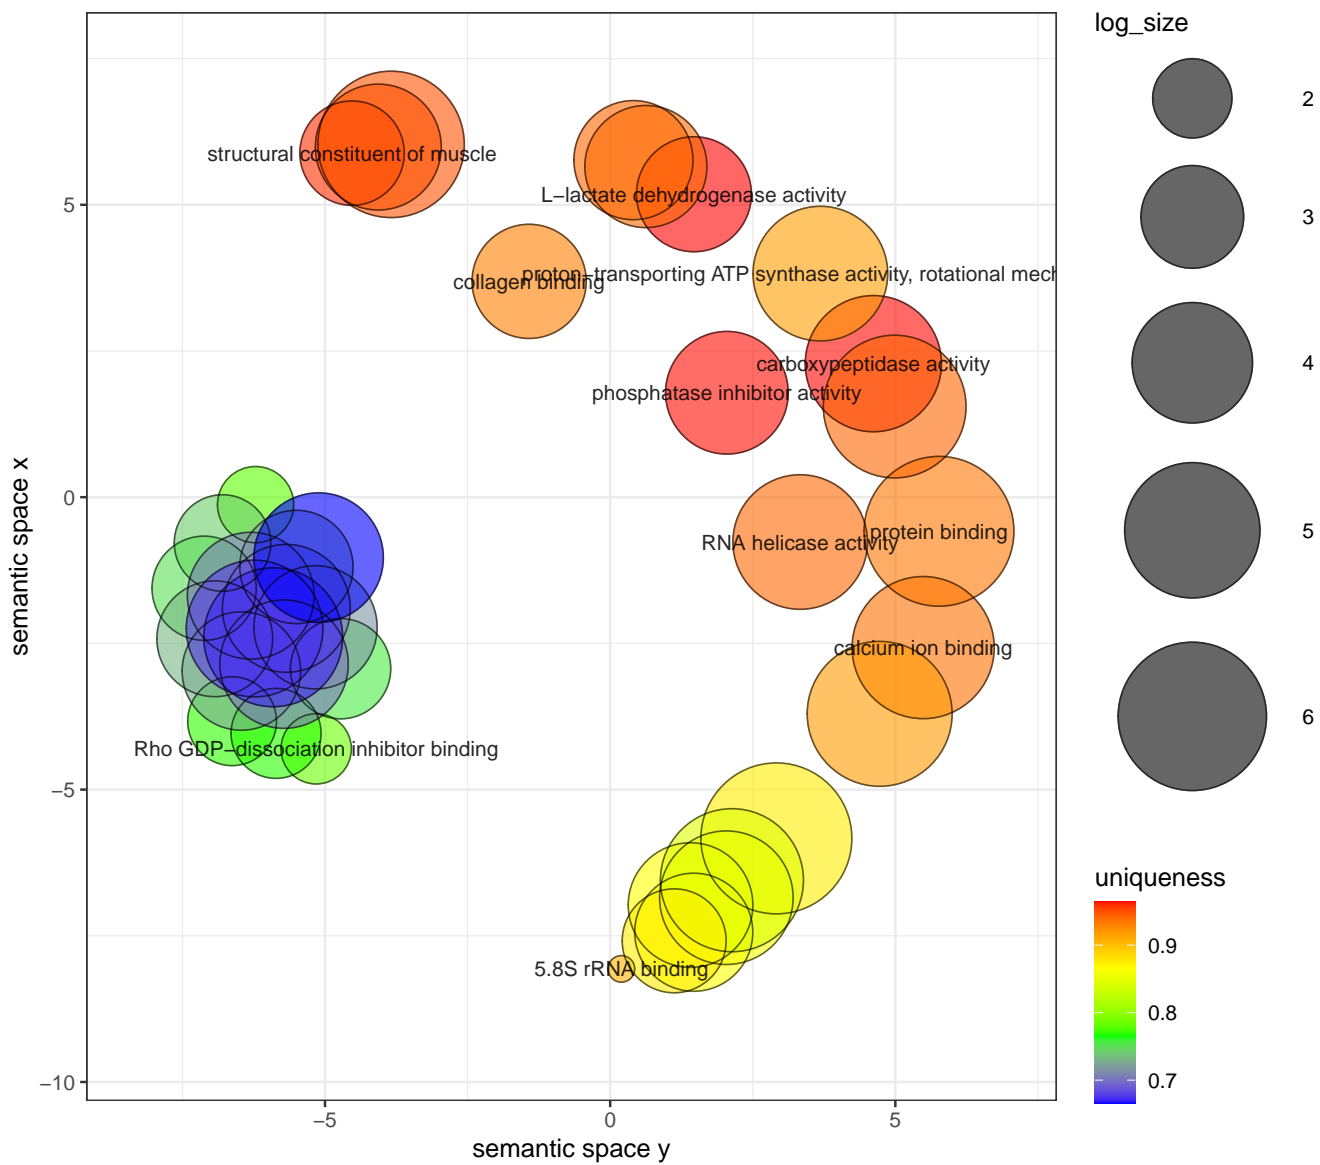 log_size
2
3
4
5
6
uniqueness
0.9
0.8
0.7
structural constituent of muscle
L−lactate dehydrogenase activity
proton−transporting ATP synthase activity, rotational mech
collagen binding
carboxypeptidase activity
phosphatase inhibitor activity
protein binding
RNA helicase activity
calcium ion binding
Rho GDP−dissociation inhibitor binding
5.8S rRNA binding
5
0
−5
−10
semantic space x
−5
0
5
semantic space y